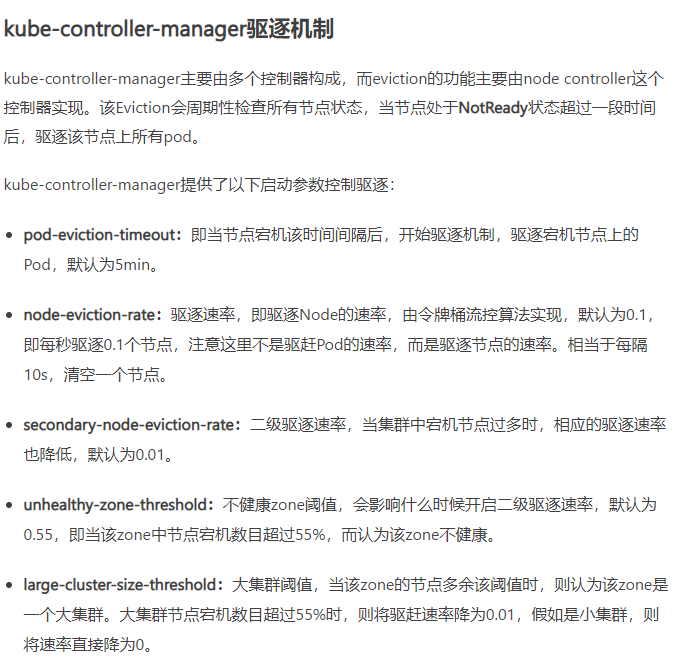 kube-controller-manager驱逐机制
kube-controller-manager主要由多个控制器构成，而eviction的功能主要由node controller这个
控制器实现。该Eviction会周期性检查所有节点状态，当节点处于NotReady状态超过一段时间
后，驱逐该节点上所有pod。
kube-controller-manager提供了以下启动参数控制驱逐：
• pod-eviction-timeout：即当节点宕机该时间间隔后，开始驱逐机制，驱逐宕机节点上的
Pod，默认为5min。
• node-eviction-rate：驱逐速率，即驱逐Node的速率，由令牌桶流控算法实现，默认为0.1，
即每秒驱逐0.1个节点，注意这里不是驱赶Pod的速率，而是驱逐节点的速率。相当于每隔
10s，清空一个节点。
• secondary-node-eviction-rate：二级驱逐速率，当集群中宕机节点过多时，相应的驱逐速率
也降低，默认为0.01。
• unhealthy-zone-threshold：不健康zone阈值，会影响什么时候开启二级驱逐速率，默认为
0.55，即当该zone中节点宕机数目超过55%，而认为该zone不健康。
• large-cluster-size-threshold：大集群阈值，当该zone的节点多余该阈值时，则认为该zone是
一个大集群。大集群节点宕机数目超过55%时，则将驱赶速率降为0.01，假如是小集群，则
将速率直接降为0。